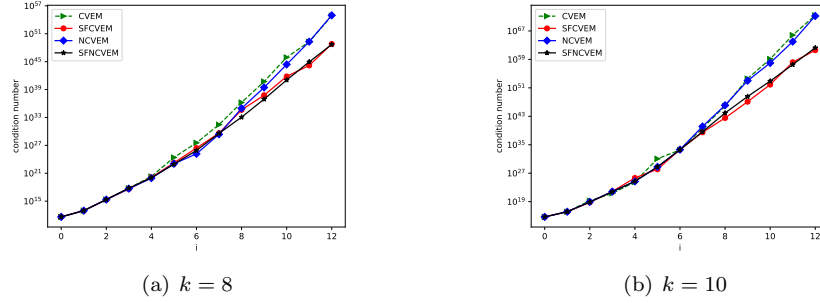 10^57
10^51
10^45
10^39
10^33
10^27
10^21
10^15
condition number
CVEM
SFCVEM
NCVEM
SFNCVEM
0 2 4 6 8 10 12
i
(a) k = 8
10^67
10^59
10^51
10^43
10^35
10^27
10^19
condition number
CVEM
SFCVEM
NCVEM
SFNCVEM
0 2 4 6 8 10 12
i
(b) k = 10